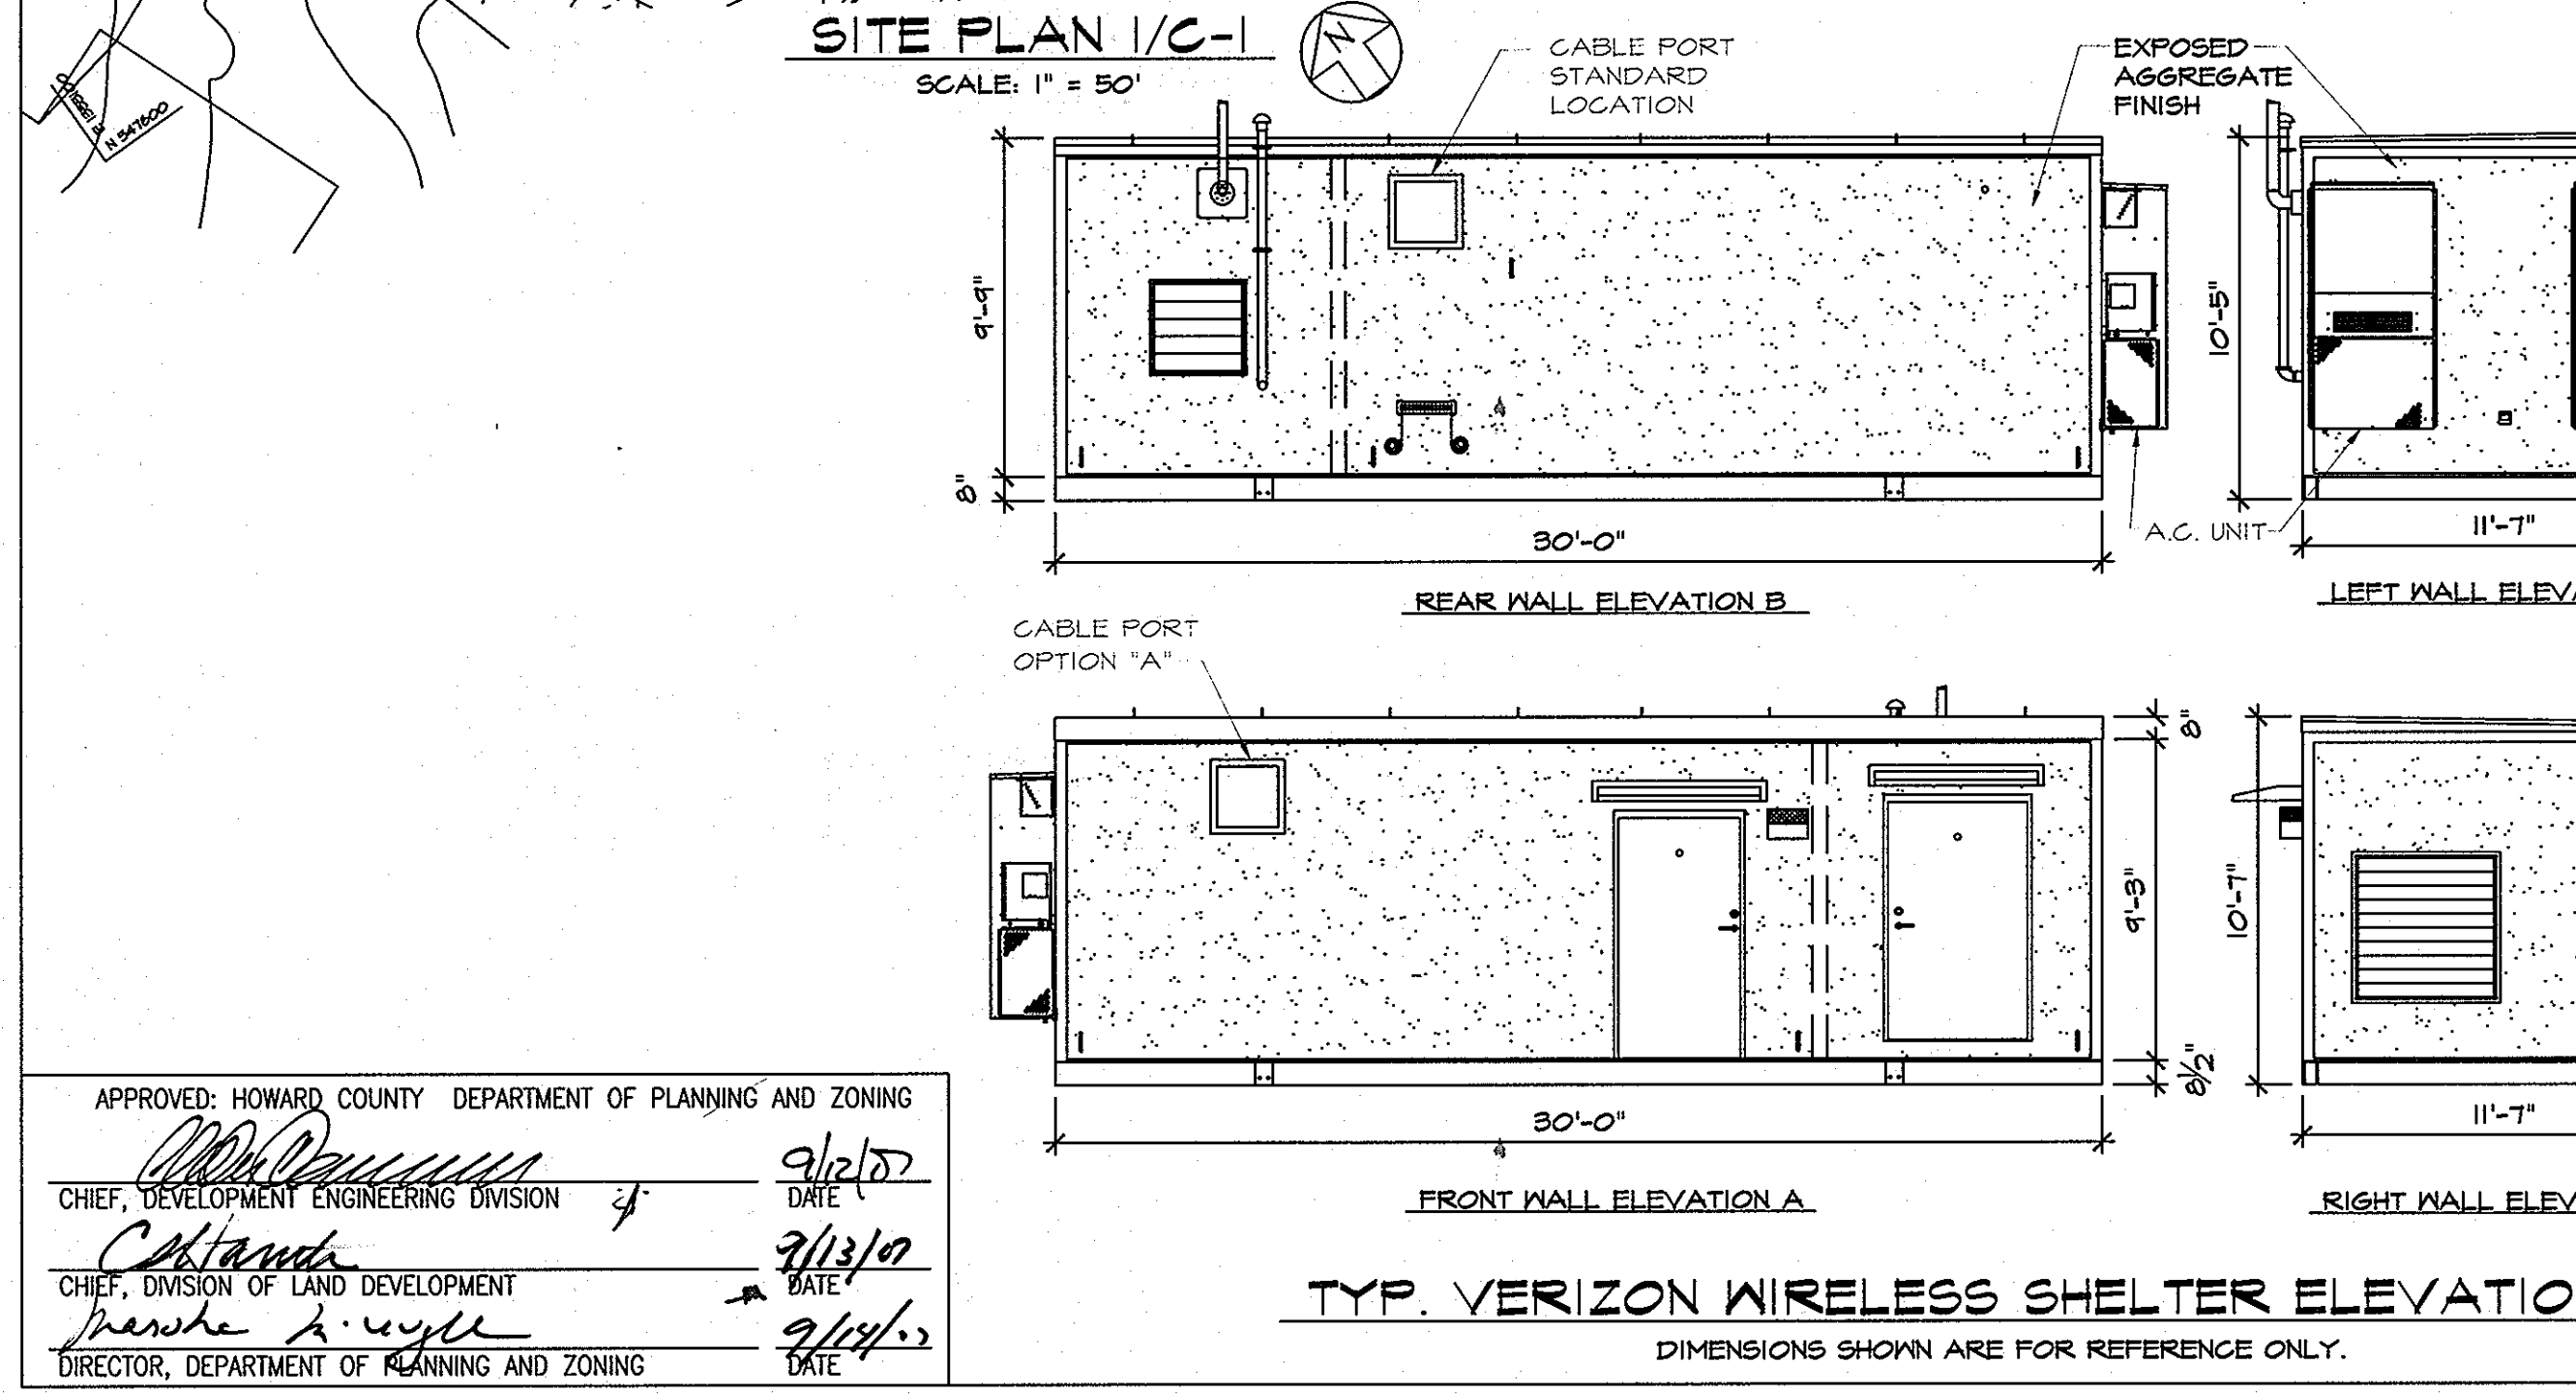 SITE PLAN 1/C-1
SCALE: 1" = 50'
N
N 547600
CABLE PORT
STANDARD
LOCATION
EXPOSED
AGGREGATE
FINISH
9'-9"
8"
30'-0"
A.C. UNIT
10'-5"
11'-7"
REAR WALL ELEVATION B
LEFT WALL ELEVA
CABLE PORT
OPTION "A"
8"
9'-3"
8½"
30'-0"
10'-7"
11'-7"
FRONT WALL ELEVATION A
RIGHT WALL ELEV
TYP. VERIZON WIRELESS SHELTER ELEVATIO
DIMENSIONS SHOWN ARE FOR REFERENCE ONLY.
APPROVED: HOWARD COUNTY DEPARTMENT OF PLANNING AND ZONING
9/12/07
CHIEF, DEVELOPMENT ENGINEERING DIVISION DATE
9/13/07
CHIEF, DIVISION OF LAND DEVELOPMENT DATE
DIRECTOR, DEPARTMENT OF PLANNING AND ZONING DATE